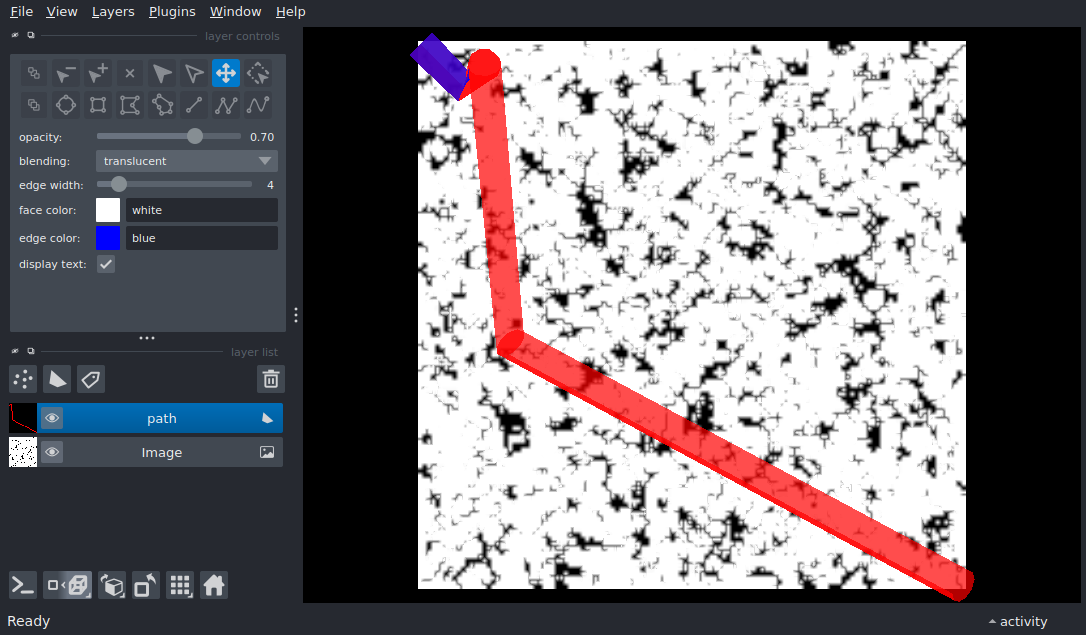 File View Layers Plugins Window Help
layer controls
opacity: 0.70
blending: translucent
edge width: 4
face color: white
edge color: blue
display text:
layer list
path
Image
Ready
activity